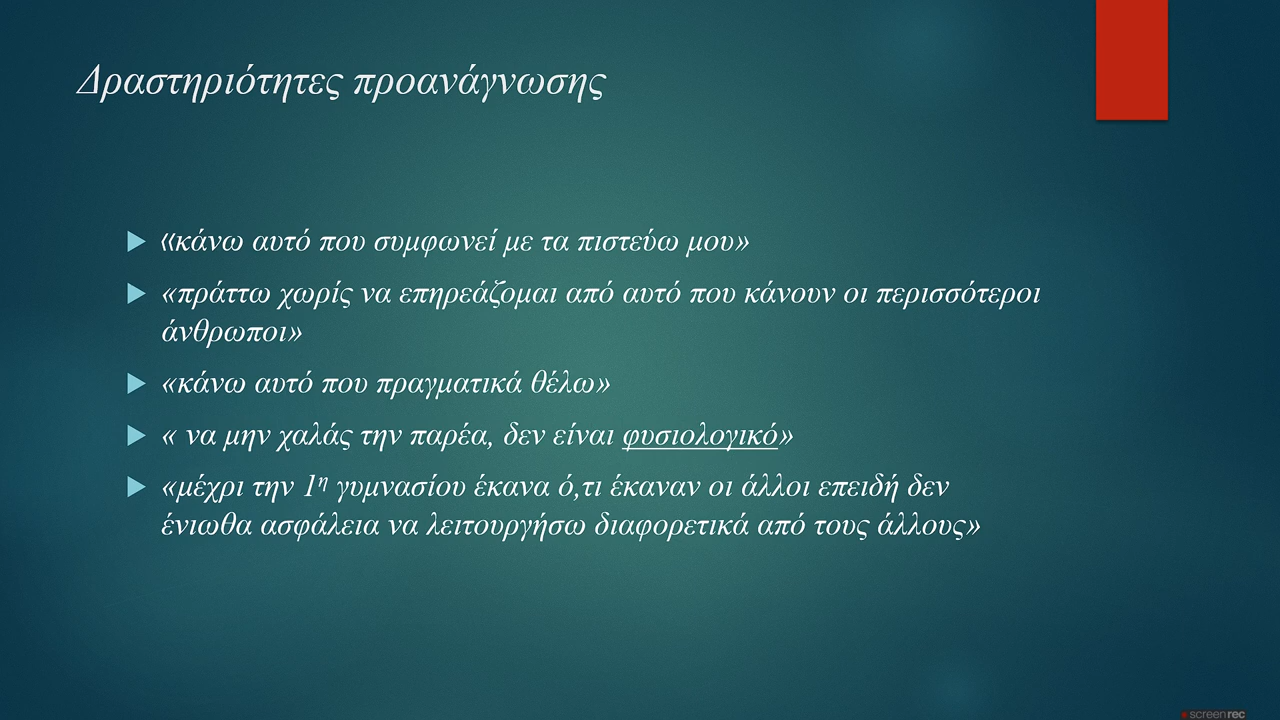 Δραστηριότητες προανάγνωσης
«κάνω αυτό που συμφωνεί με τα πιστεύω μου»
«πράττω χωρίς να επηρεάζομαι από αυτό που κάνουν οι περισσότεροι
άνθρωποι»
«κάνω αυτό που πραγματικά θέλω»
« να μην χαλάς την παρέα, δεν είναι φυσιολογικό»
«μέχρι την 1η γυμνασίου έκανα ό,τι έκαναν οι άλλοι επειδή δεν
ένιωθα ασφάλεια να λειτουργήσω διαφορετικά από τους άλλους»
screenrec